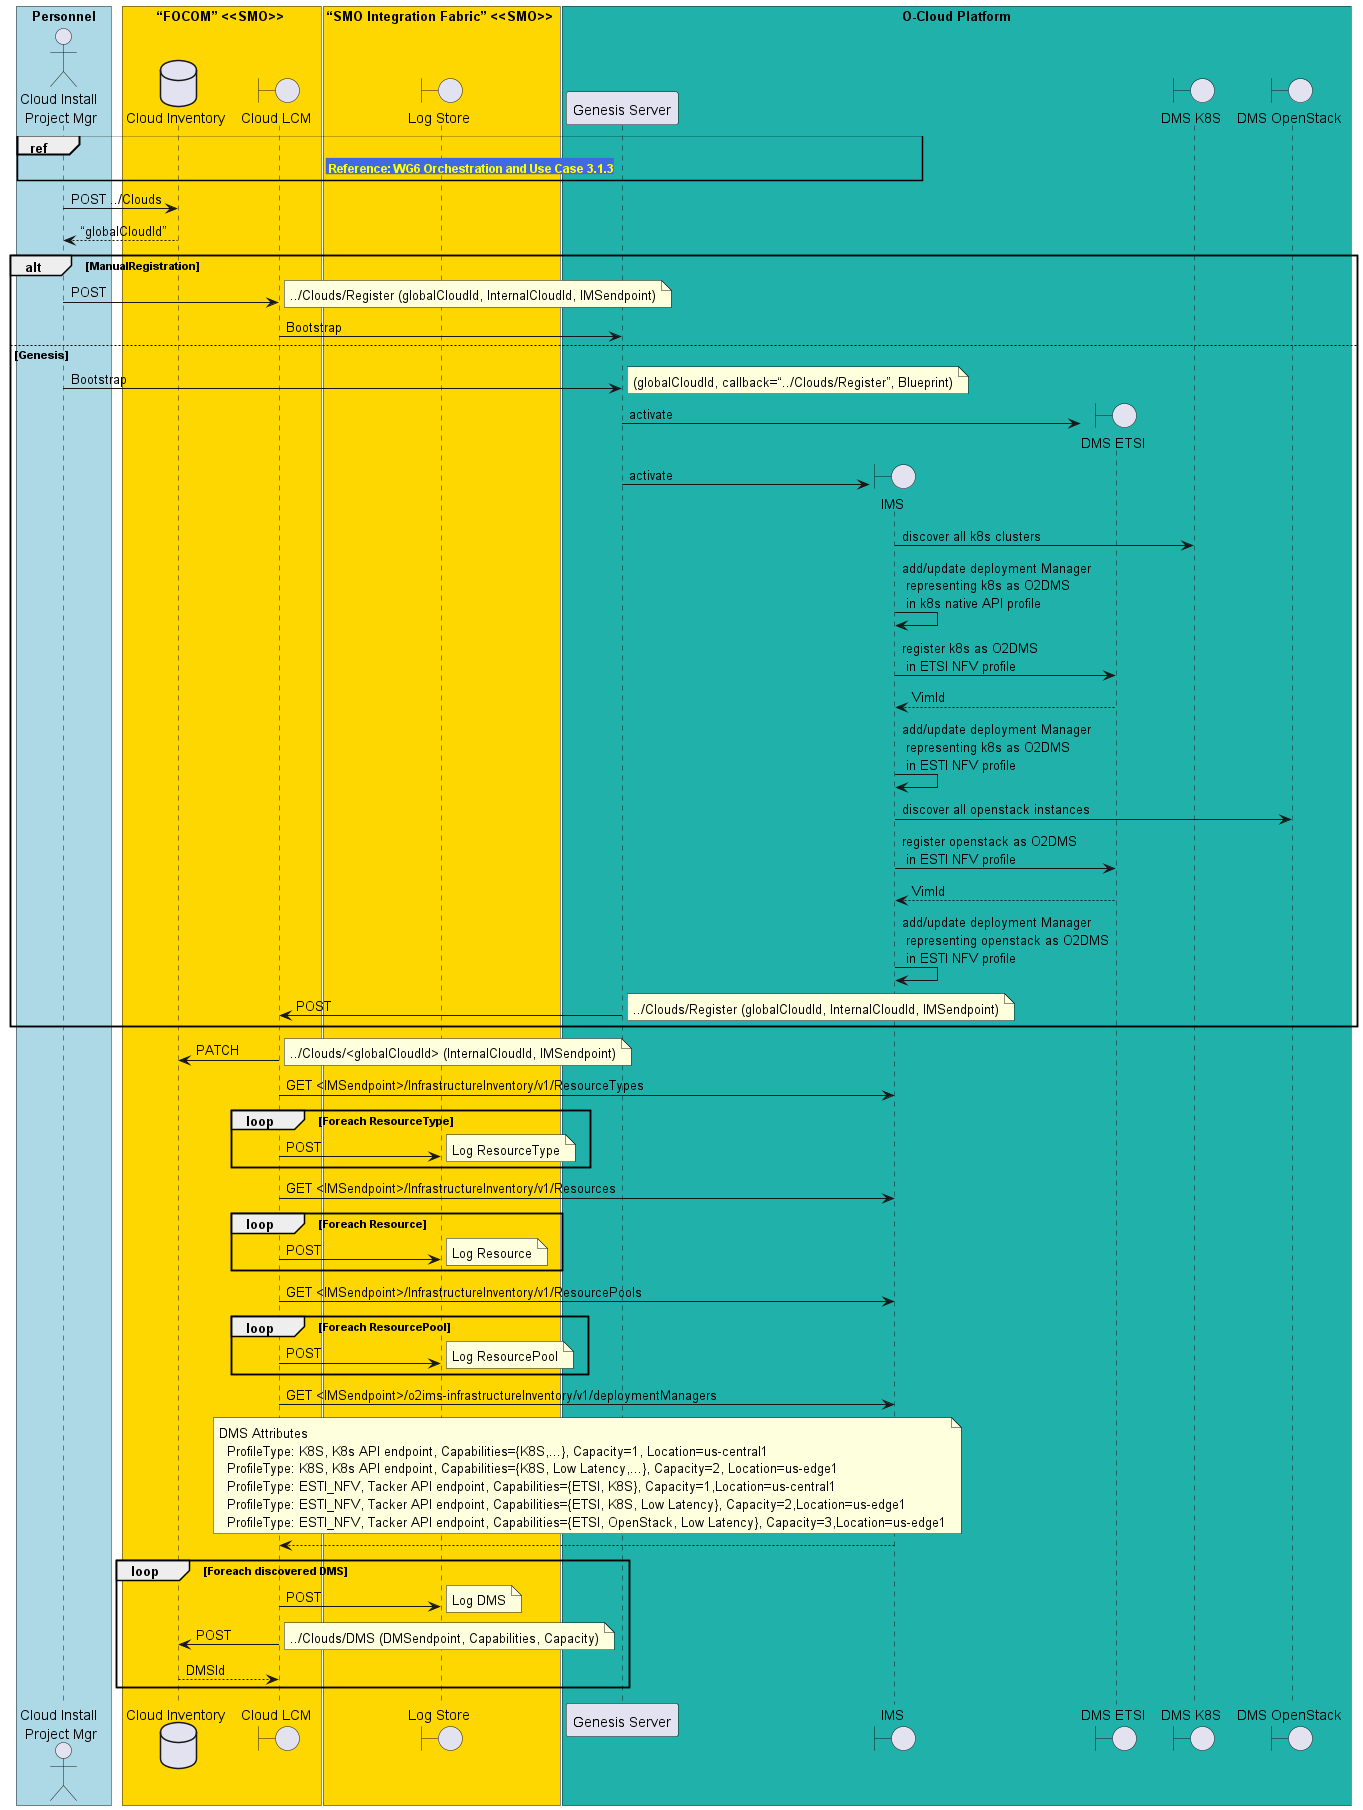 Personnel
“FOCOM” <<SMO>>
“SMO Integration Fabric” <<SMO>>
O-Cloud Platform
Cloud Install
Project Mgr
Cloud Inventory
Cloud LCM
Log Store
Genesis Server
DMS K8S
DMS OpenStack
ref
Reference: WG6 Orchestration and Use Case 3.1.3
POST ../Clouds
“globalCloudId”
alt
[ManualRegistration]
POST
../Clouds/Register (globalCloudId, InternalCloudId, IMSendpoint)
Bootstrap
[Genesis]
Bootstrap
(globalCloudId, callback=“../Clouds/Register”, Blueprint)
activate
DMS ETSI
activate
IMS
discover all k8s clusters
add/update deployment Manager
representing k8s as O2DMS
in k8s native API profile
register k8s as O2DMS
in ETSI NFV profile
VimId
add/update deployment Manager
representing k8s as O2DMS
in ESTI NFV profile
discover all openstack instances
register openstack as O2DMS
in ESTI NFV profile
VimId
add/update deployment Manager
representing openstack as O2DMS
in ESTI NFV profile
POST
../Clouds/Register (globalCloudId, InternalCloudId, IMSendpoint)
PATCH
../Clouds/<globalCloudId> (InternalCloudId, IMSendpoint)
GET <IMSendpoint>/InfrastructureInventory/v1/ResourceTypes
loop
[Foreach ResourceType]
POST
Log ResourceType
GET <IMSendpoint>/InfrastructureInventory/v1/Resources
loop
[Foreach Resource]
POST
Log Resource
GET <IMSendpoint>/InfrastructureInventory/v1/ResourcePools
loop
[Foreach ResourcePool]
POST
Log ResourcePool
GET <IMSendpoint>/o2ims-infrastructureInventory/v1/deploymentManagers
DMS Attributes
ProfileType: K8S, K8s API endpoint, Capabilities={K8S,...}, Capacity=1, Location=us-central1
ProfileType: K8S, K8s API endpoint, Capabilities={K8S, Low Latency,...}, Capacity=2, Location=us-edge1
ProfileType: ESTI_NFV, Tacker API endpoint, Capabilities={ETSI, K8S}, Capacity=1,Location=us-central1
ProfileType: ESTI_NFV, Tacker API endpoint, Capabilities={ETSI, K8S, Low Latency}, Capacity=2,Location=us-edge1
ProfileType: ESTI_NFV, Tacker API endpoint, Capabilities={ETSI, OpenStack, Low Latency}, Capacity=3,Location=us-edge1
loop
[Foreach discovered DMS]
POST
Log DMS
POST
../Clouds/DMS (DMSendpoint, Capabilities, Capacity)
DMSId
Cloud Install
Project Mgr
Cloud Inventory
Cloud LCM
Log Store
Genesis Server
IMS
DMS ETSI
DMS K8S
DMS OpenStack